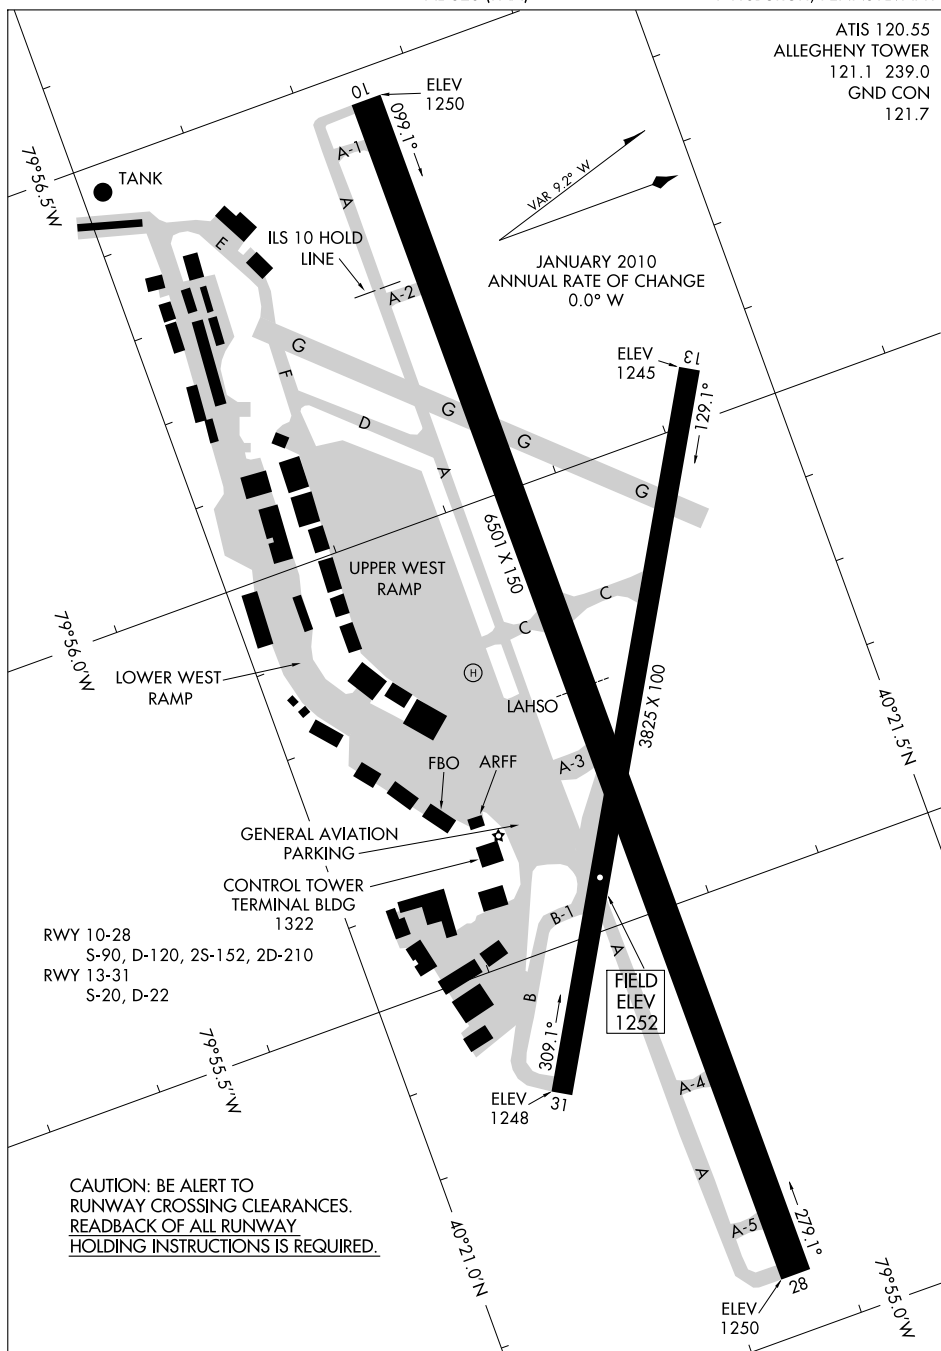 ATIS 120.55
ALLEGHENY TOWER
121.1 239.0
GND CON
121.7
10
ELEV
1250
099.1°
A-1
79°56.5'W
TANK
A
VAR 9.2° W
E
ILS 10 HOLD
LINE
A-2
JANUARY 2010
ANNUAL RATE OF CHANGE
0.0° W
G
F
ELEV
1245
13
129.1°
D
G
G
A
G
6501 X 150
UPPER WEST
RAMP
C
C
79°56.0'W
LOWER WEST
RAMP
H
LAHSO
3825 X 100
40°21.5'N
A-3
FBO
ARFF
GENERAL AVIATION
PARKING
CONTROL TOWER
TERMINAL BLDG
1322
B-1
A
RWY 10-28
S-90, D-120, 2S-152, 2D-210
RWY 13-31
S-20, D-22
FIELD
ELEV
1252
B
309.1°
79°55.5'W
ELEV
1248
31
A-4
A
CAUTION: BE ALERT TO
RUNWAY CROSSING CLEARANCES.
READBACK OF ALL RUNWAY
HOLDING INSTRUCTIONS IS REQUIRED.
40°21.0'N
A-5
279.1°
28
79°55.0'W
ELEV
1250